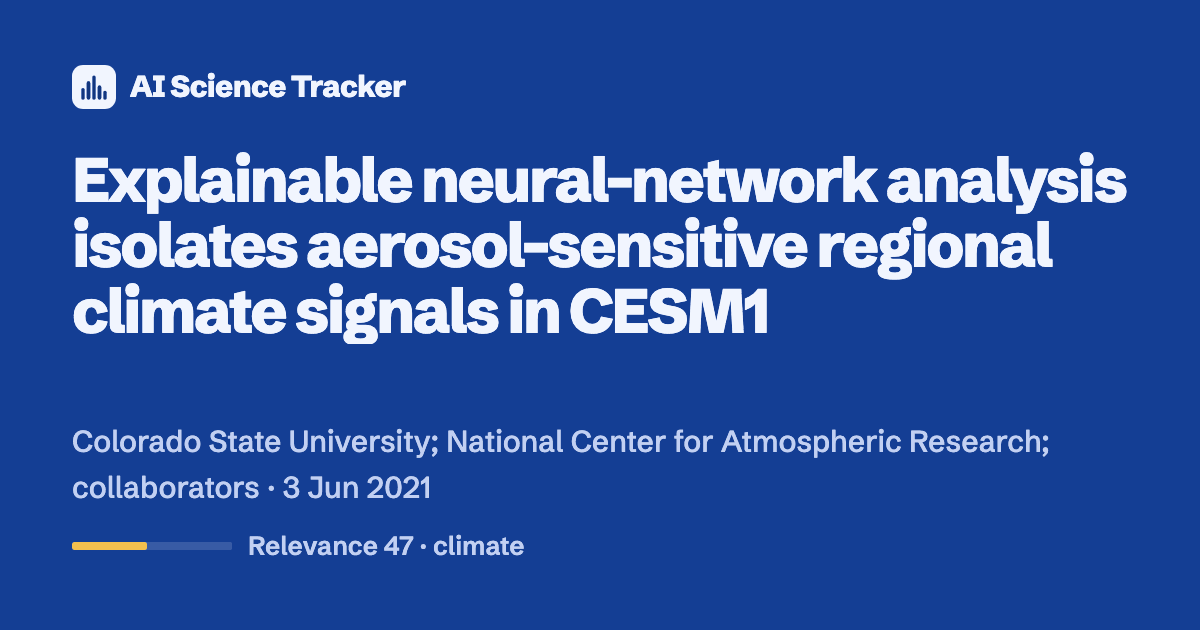 AI Science Tracker
Explainable neural-network analysis
isolates aerosol-sensitive regional
climate signals in CESM1
Colorado State University; National Center for Atmospheric Research;
collaborators · 3 Jun 2021
Relevance 47 · climate